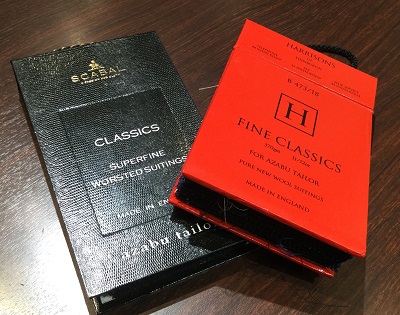 SCABAL
CLASSICS
SUPERFINE
WORSTED SUITINGS
MADE IN ENGLAND
azabu tailor
HARRISONS
R 423/18
H
FINE CLASSICS
FOR AZABU TAILOR
PURE NEW WOOL SUITINGS
MADE IN ENGLAND